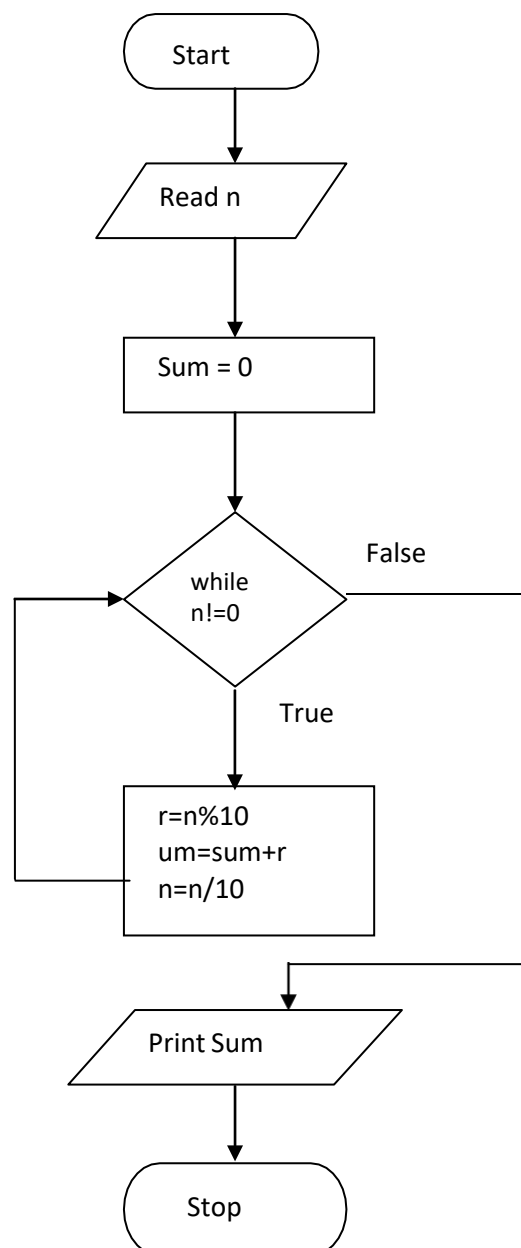 Start
Read n
Sum = 0
while
n!=0
False
True
r=n%10
um=sum+r
n=n/10
Print Sum
Stop